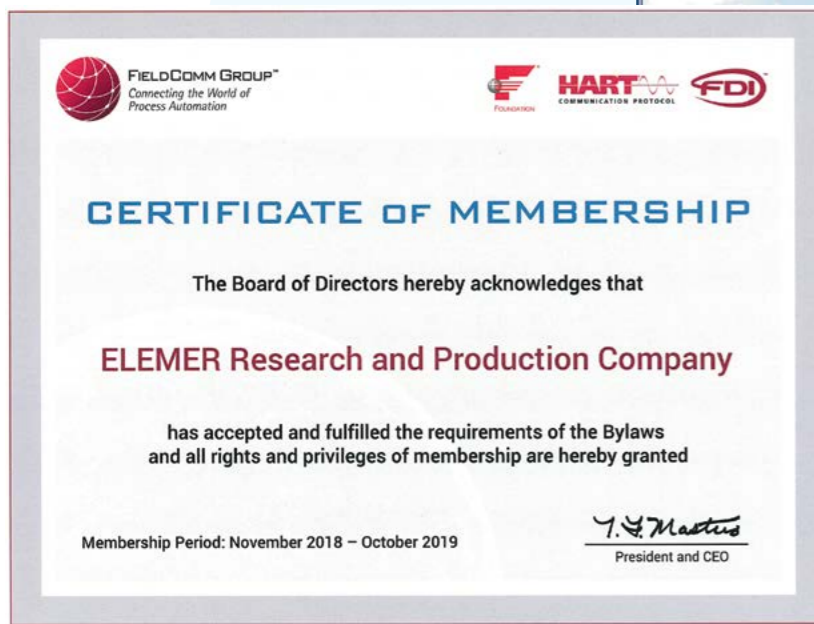 FIELDCOMM GROUP™
Connecting the World of
Process Automation
FOUNDATION
HART
COMMUNICATION PROTOCOL
FDI™
CERTIFICATE OF MEMBERSHIP
The Board of Directors hereby acknowledges that
ELEMER Research and Production Company
has accepted and fulfilled the requirements of the Bylaws
and all rights and privileges of membership are hereby granted
Membership Period: November 2018 – October 2019
President and CEO